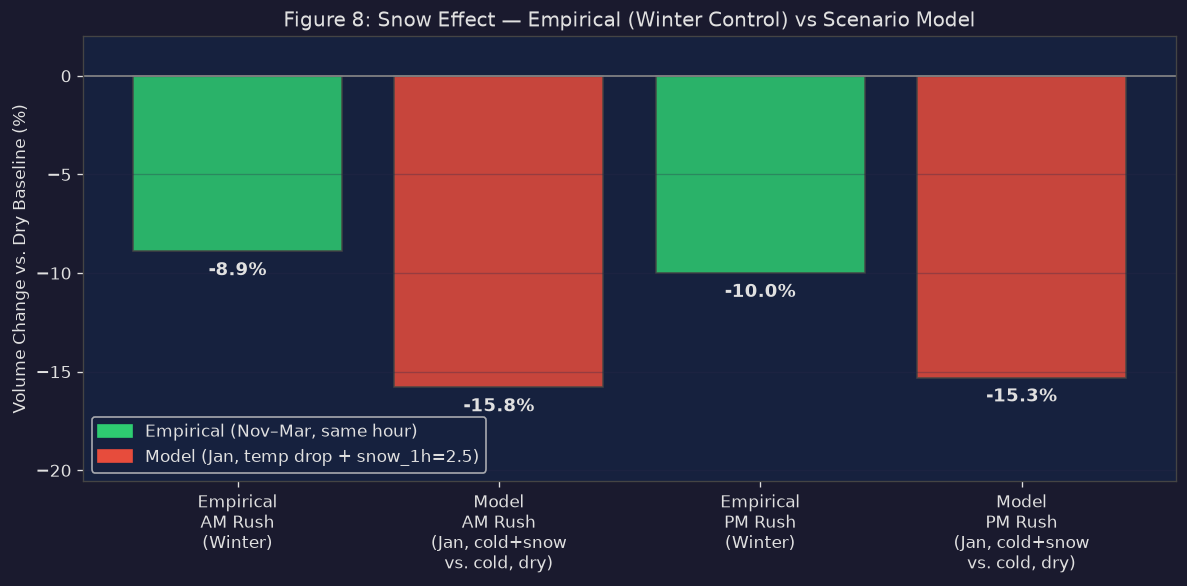 Figure 8: Snow Effect — Empirical (Winter Control) vs Scenario Model
Volume Change vs. Dry Baseline (%)
0
−5
−10
−15
−20
-8.9%
-15.8%
-10.0%
-15.3%
Empirical (Nov–Mar, same hour)
Model (Jan, temp drop + snow_1h=2.5)
Empirical
AM Rush
(Winter)
Model
AM Rush
(Jan, cold+snow
vs. cold, dry)
Empirical
PM Rush
(Winter)
Model
PM Rush
(Jan, cold+snow
vs. cold, dry)